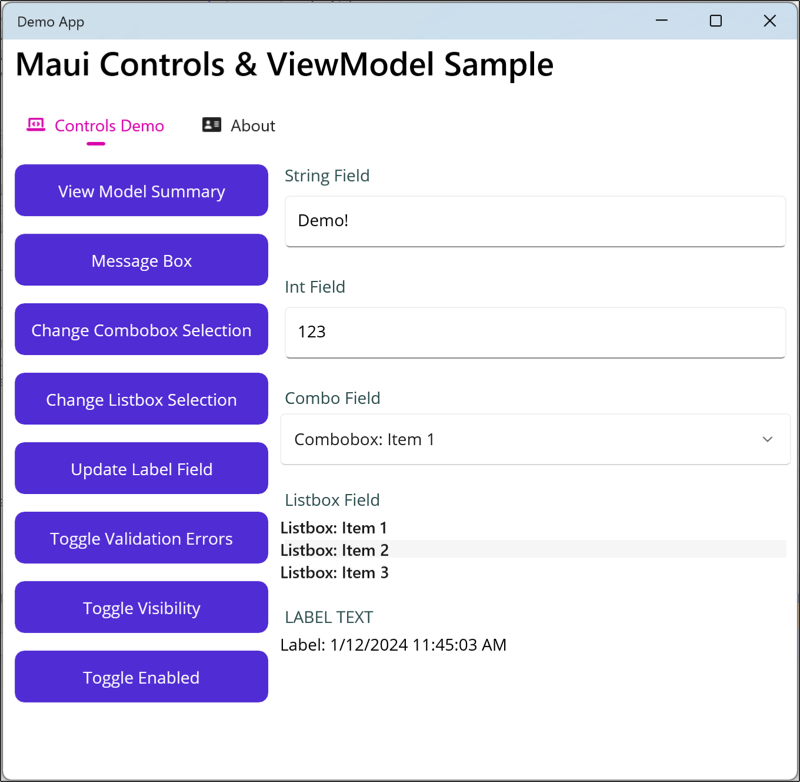 Demo App
Maui Controls & ViewModel Sample
Controls Demo
About
View Model Summary
Message Box
Change Combobox Selection
Change Listbox Selection
Update Label Field
Toggle Validation Errors
Toggle Visibility
Toggle Enabled
String Field
Demo!
Int Field
123
Combo Field
Combobox: Item 1
Listbox Field
Listbox: Item 1
Listbox: Item 2
Listbox: Item 3
LABEL TEXT
Label: 1/12/2024 11:45:03 AM